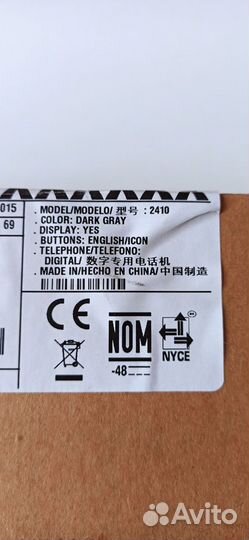 015
69
. MODEL/MODELO/ 型号 : 2410
. COLOR: DARK GRAY
. DISPLAY: YES
. BUTTONS: ENGLISH/ICON
. TELEPHONE/TELEFONO;
DIGITAL/ 数字专用电话机
. MADE IN/HECHO EN CHINA/中国制造
CE
NOM
-48
NYCE
Avito